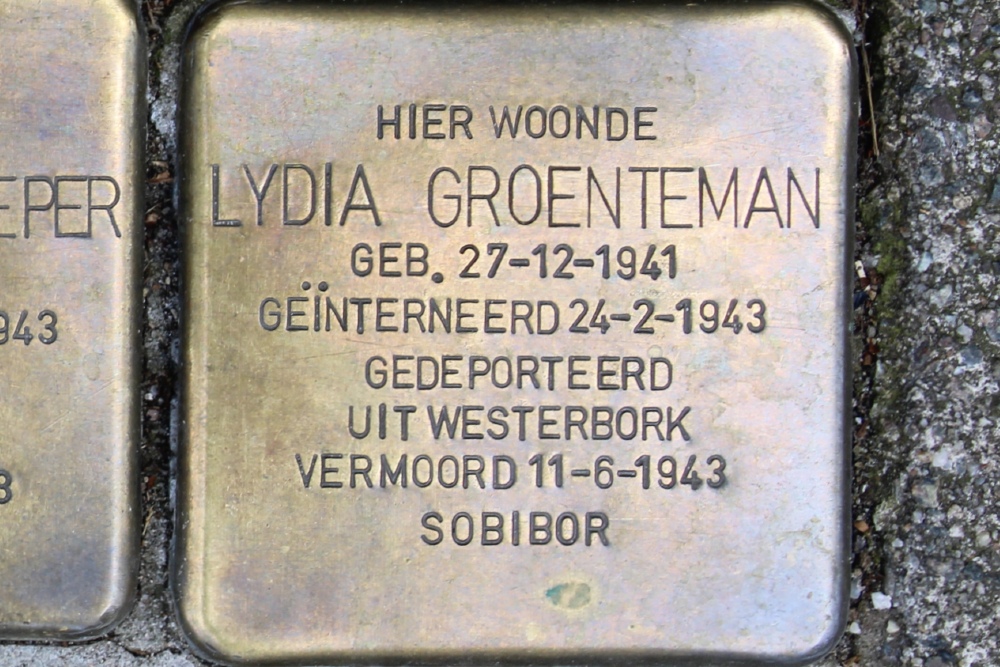 HIER WOONDE
LYDIA GROENTEMAN
GEB. 27-12-1941
GEÏNTERNEERD 24-2-1943
GEDEPORTEERD
UIT WESTERBORK
VERMOORD 11-6-1943
SOBIBOR